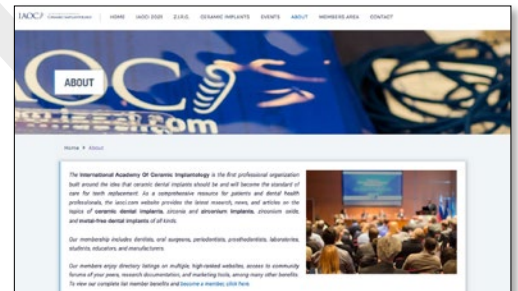 IAOCI
HOME IAOCI 2021 Z.I.R.C. CERAMIC IMPLANTS EVENTS ABOUT MEMBERS AREA CONTACT
ABOUT
Home > About
The International Academy Of Ceramic Implantology is the first professional organization
built around the idea that ceramic dental implants should be and will become the standard of
care for tooth replacement. As a comprehensive resource for patients and dental health
professionals, the iaoci.com website provides the latest research, news, and articles on the
topics of ceramic dental implants, zirconia and zirconium implants, zirconium oxide,
and metal-free dental implants of all kinds.
Our membership includes dentists, oral surgeons, periodontists, prosthodontists, laboratories,
students, educators, and manufacturers.
Our members enjoy directory listings on multiple, high-ranked websites, access to community
forums of your peers, research documentation, and marketing tools, among many other benefits.
To view our complete list member benefits and become a member, click here.